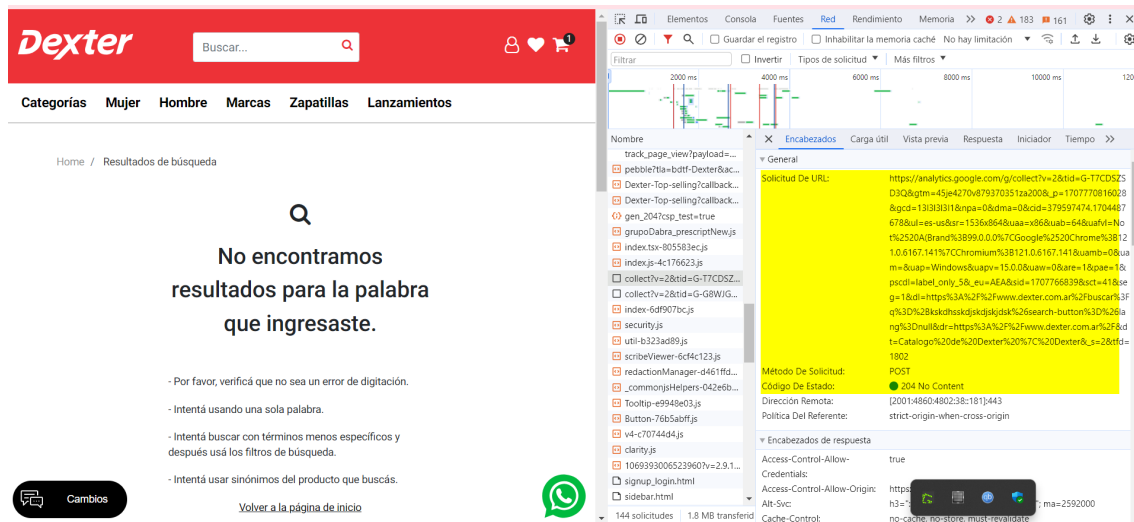 Dexter
Buscar...
1
Categorías Mujer Hombre Marcas Zapatillas Lanzamientos
Home / Resultados de búsqueda
No encontramos
resultados para la palabra
que ingresaste.
- Por favor, verificá que no sea un error de digitación.
- Intentá usando una sola palabra.
- Intentá buscar con términos menos específicos y
después usá los filtros de búsqueda.
- Intentá usar sinónimos del producto que buscás.
Volver a la página de inicio
Cambios
Elementos Consola Fuentes Red Rendimiento Memoria 2 183 161
Guardar el registro Inhabilitar la memoria caché No hay limitación
Filtrar Invertir Tipos de solicitud Más filtros
2000 ms 4000 ms 6000 ms 8000 ms 10000 ms 120
Nombre
track_page_view?payload=...
pebble?tla=bdtf-Dexter&ac...
Dexter-Top-selling?callback...
Dexter-Top-selling?callback...
gen_204?csp_test=true
grupoDabra_prescriptNew.js
index.tsx-805583ec.js
index.js-4c176623.js
collect?v=2&tid=G-T7CDSZ...
collect?v=2&tid=G-G8WJG...
index-6df907bc.js
security.js
util-b323ad89.js
scribeViewer-6cf4c123.js
redactionManager-d461ffd...
_commonjsHelpers-042e6b...
Tooltip-e9948e03.js
Button-76b5abff.js
v4-c70744d4.js
clarity.js
1069393006523960?v=2.9.1...
signup_login.html
sidebar.html
144 solicitudes 1.8 MB transferid
Encabezados Carga útil Vista previa Respuesta Iniciador Tiempo
General
Solicitud De URL: https://analytics.google.com/g/collect?v=2&tid=G-T7CDSZS
D3Q&gtm=45je4270v879370351za200&_p=1707770816028
&gcd=13l3l3l3l1&npa=0&dma=0&cid=379597474.1704487
678&ul=es-us&sr=1536x864&uaa=x86&uab=64&uafvl=No
t%2520A(Brand%3B99.0.0.0%7CGoogle%2520Chrome%3B12
1.0.6167.141%7CChromium%3B121.0.6167.141&uamb=0&ua
m=&uap=Windows&uapv=15.0.0&uaw=0&are=1&pae=1&
pscdl=label_only_5&_eu=AEA&sid=1707766839&sct=41&se
g=1&dl=https%3A%2F%2Fwww.dexter.com.ar%2Fbuscar%3F
q%3D%2Bkskdhsskdjskdjskjdsk%26search-button%3D%26la
ng%3Dnull&dr=https%3A%2F%2Fwww.dexter.com.ar%2F&d
t=Catalogo%20de%20Dexter%20%7C%20Dexter&_s=2&tfd=
1802
Método De Solicitud: POST
Código De Estado: 204 No Content
Dirección Remota: [2001:4860:4802:38::181]:443
Política Del Referente: strict-origin-when-cross-origin
Encabezados de respuesta
Access-Control-Allow- true
Credentials:
Access-Control-Allow-Origin: https
Alt-Svc: h3=": "; ma=2592000
Cache-Control: no-cache, no-store, must-revalidate